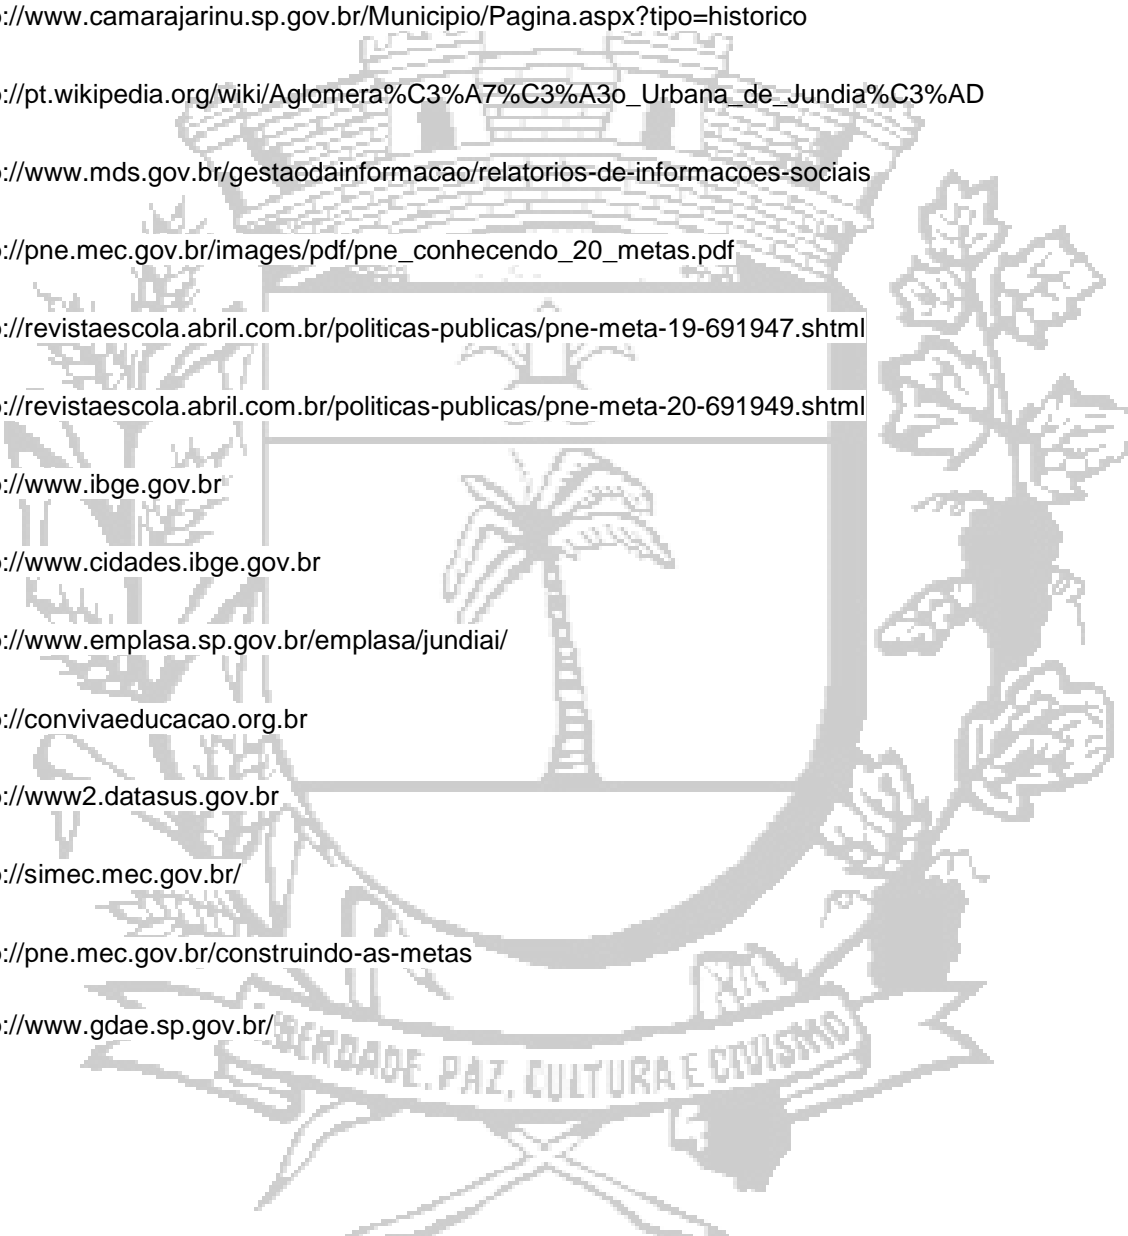 ://www.camarajarinu.sp.gov.br/Municipio/Pagina.aspx?tipo=historico
://pt.wikipedia.org/wiki/Aglomera%C3%A7%C3%A3o_Urbana_de_Jundia%C3%AD
://www.mds.gov.br/gestaodainformacao/relatorios-de-informacoes-sociais
://pne.mec.gov.br/images/pdf/pne_conhecendo_20_metas.pdf
://revistaescola.abril.com.br/politicas-publicas/pne-meta-19-691947.shtml
://revistaescola.abril.com.br/politicas-publicas/pne-meta-20-691949.shtml
://www.ibge.gov.br
://www.cidades.ibge.gov.br
://www.emplasa.sp.gov.br/emplasa/jundiai/
://convivaeducacao.org.br
://www2.datasus.gov.br
://simec.mec.gov.br/
://pne.mec.gov.br/construindo-as-metas
://www.gdae.sp.gov.br/
BERDADE, PAZ, CULTURA E CIVISMO